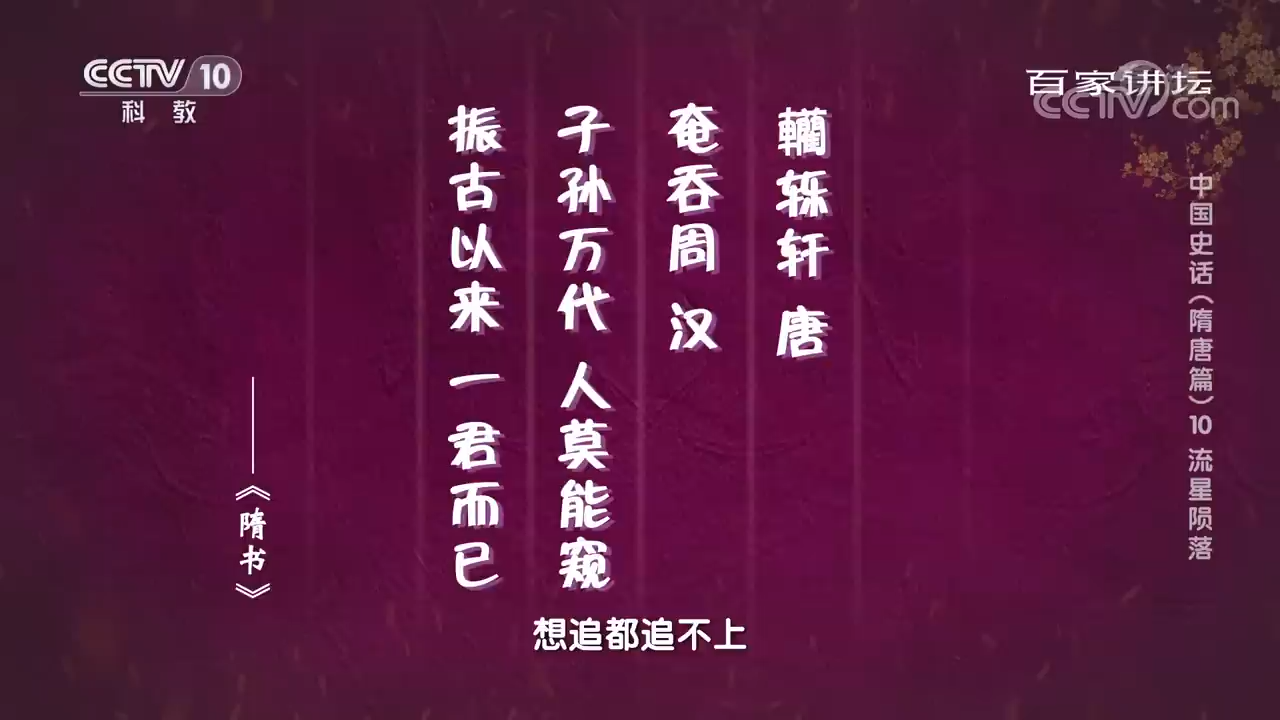 CCTV 10
科教
百家讲坛
CCTV.com
轥轹轩 唐
奄吞周 汉
子孙万代 人莫能窥
振古以来 一君而已
——《隋书》
中国史话（隋唐篇）10 流星陨落
想追都追不上